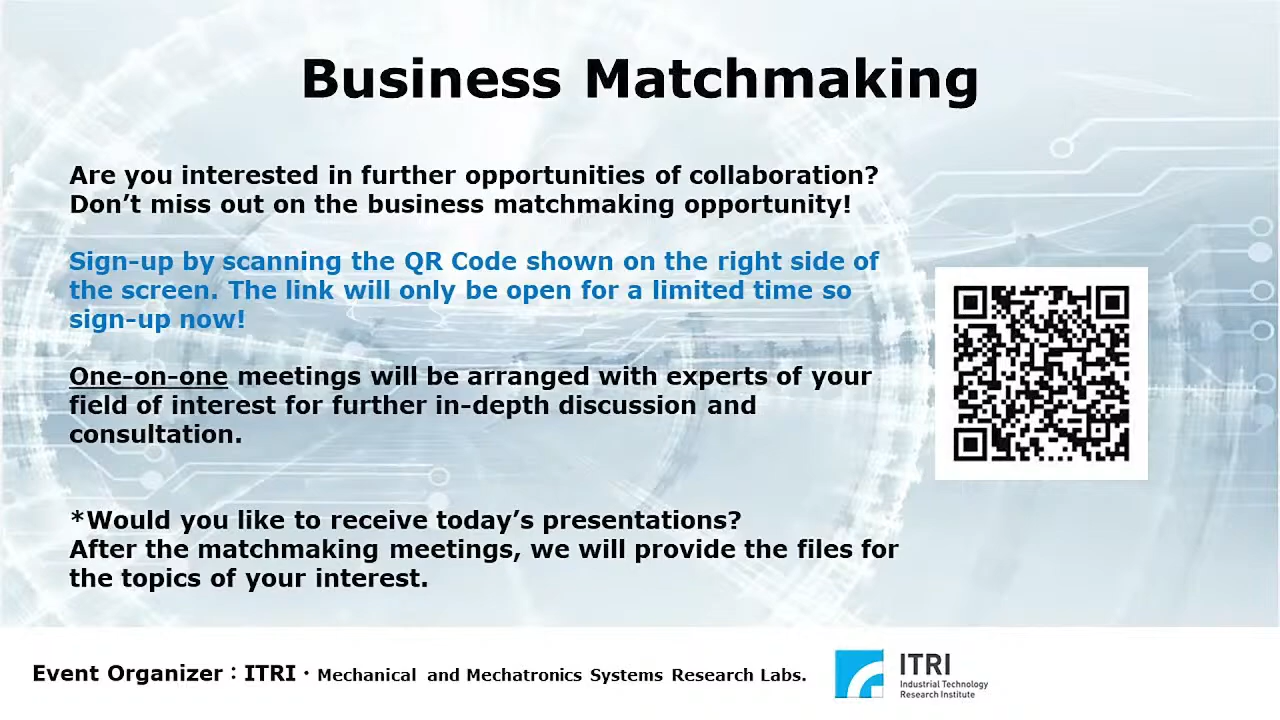 Business Matchmaking
Are you interested in further opportunities of collaboration?
Don’t miss out on the business matchmaking opportunity!
Sign-up by scanning the QR Code shown on the right side of
the screen. The link will only be open for a limited time so
sign-up now!
One-on-one meetings will be arranged with experts of your
field of interest for further in-depth discussion and
consultation.
*Would you like to receive today’s presentations?
After the matchmaking meetings, we will provide the files for
the topics of your interest.
Event Organizer：ITRI・Mechanical and Mechatronics Systems Research Labs.
ITRI
Industrial Technology
Research Institute